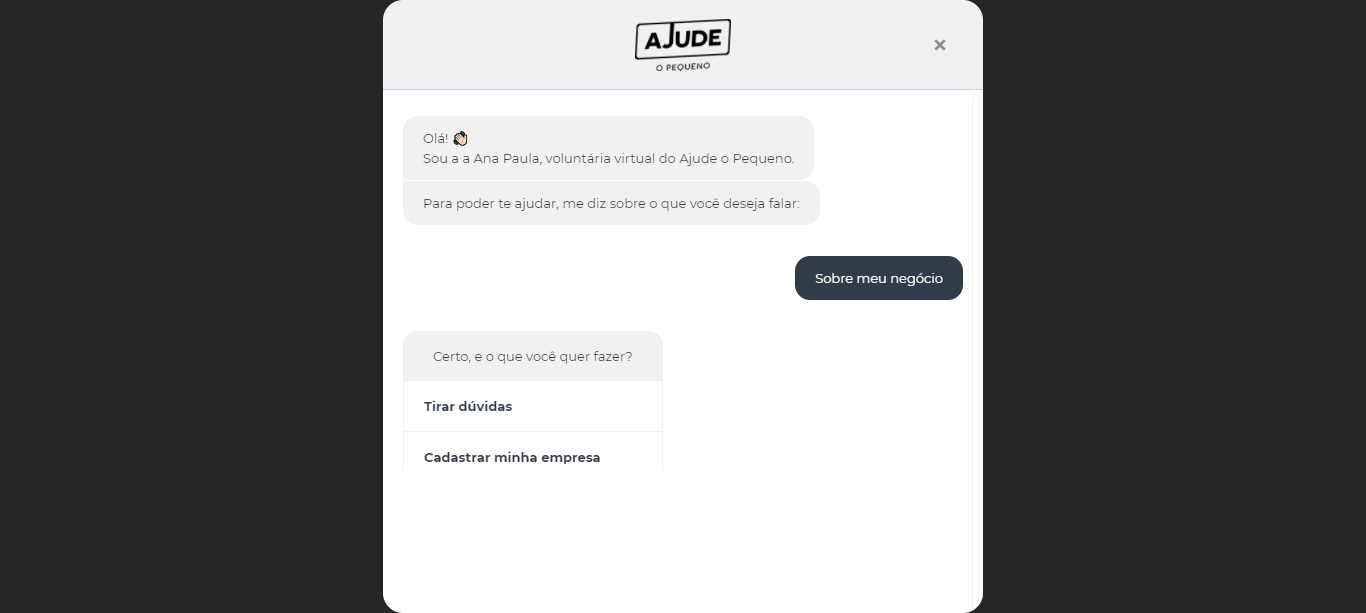 AJUDE
O PEQUENO
×
Olá! 👏🏻
Sou a a Ana Paula, voluntária virtual do Ajude o Pequeno.
Para poder te ajudar, me diz sobre o que você deseja falar:
Sobre meu negócio
Certo, e o que você quer fazer?
Tirar dúvidas
Cadastrar minha empresa